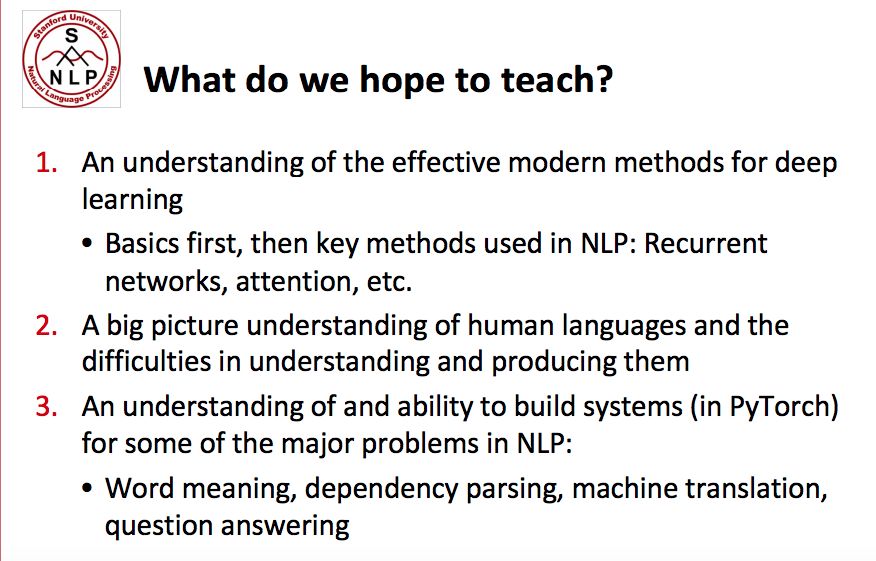 Stanford University
S
NLP
Natural Language Processing
What do we hope to teach?
1. An understanding of the effective modern methods for deep
learning
• Basics first, then key methods used in NLP: Recurrent
networks, attention, etc.
2. A big picture understanding of human languages and the
difficulties in understanding and producing them
3. An understanding of and ability to build systems (in PyTorch)
for some of the major problems in NLP:
• Word meaning, dependency parsing, machine translation,
question answering